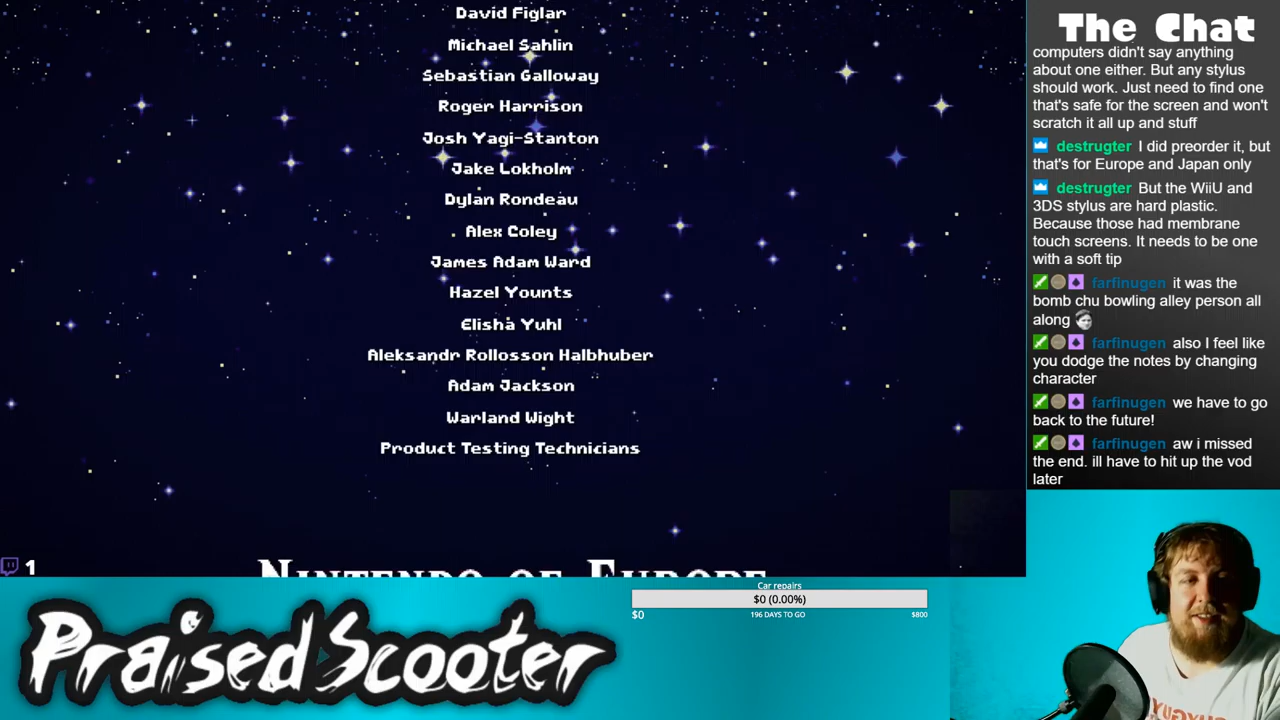 David Figlar
Michael Sahlin
Sebastian Galloway
Roger Harrison
Josh Yagi-Stanton
Jake Lokholm
Dylan Rondeau
Alex Coley
James Adam Ward
Hazel Younts
Elisha Yuhl
Aleksandr Rollosson Halbhuber
Adam Jackson
Warland Wight
Product Testing Technicians
Nintendo of Europe
1
The Chat
computers didn't say anything
about one either. But any stylus
should work. Just need to find one
that's safe for the screen and won't
scratch it all up and stuff
destrugter I did preorder it, but
that's for Europe and Japan only
destrugter But the WiiU and
3DS stylus are hard plastic.
Because those had membrane
touch screens. It needs to be one
with a soft tip
farfinugen it was the
bomb chu bowling alley person all
along
farfinugen also I feel like
you dodge the notes by changing
character
farfinugen we have to go
back to the future!
farfinugen aw i missed
the end. ill have to hit up the vod
later
Car repairs
$0 (0.00%)
$0 196 DAYS TO GO $800
PraisedScooter